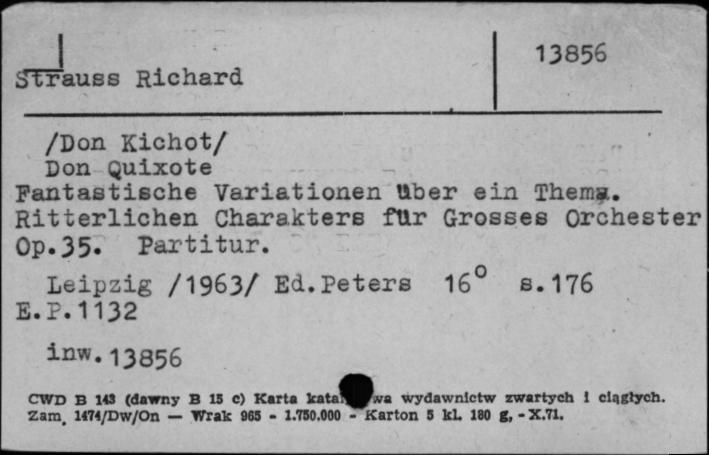 13856
Strauss Richard
/Don Kichot/
Don Quixote
Fantastische Variationen über ein Thema.
Ritterlichen Charakters für Grosses Orchester
Op.35. Partitur.
Leipzig /1963/ Ed.Peters 16° s.176
E.P.1132
inw.13856
CWD B 143 (dawny B 15 c) Karta wydawnictw zwartych i ciągłych.
Zam. 1474/Dw/On — Wrak 965 - 1.750.000 - Karton 5 kl. 180 g, - X.71.